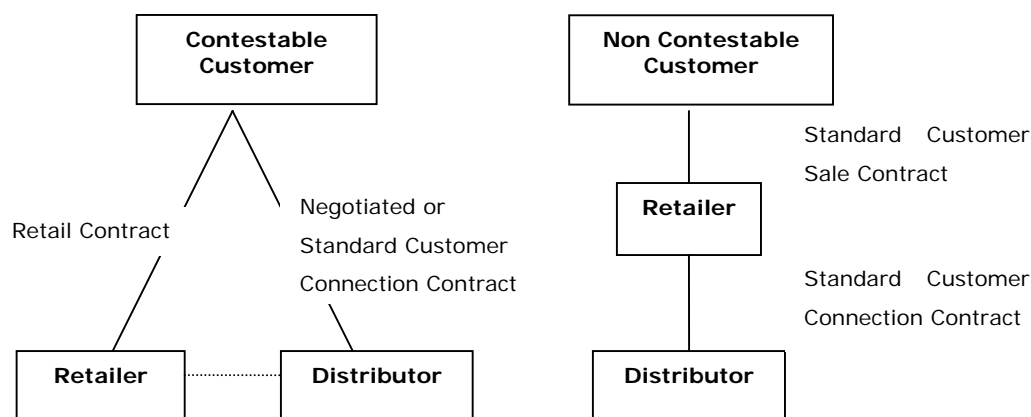 Contestable
Customer
Retail Contract
Negotiated or
Standard Customer
Connection Contract
Retailer
Distributor
Non Contestable
Customer
Standard Customer
Sale Contract
Retailer
Standard Customer
Connection Contract
Distributor